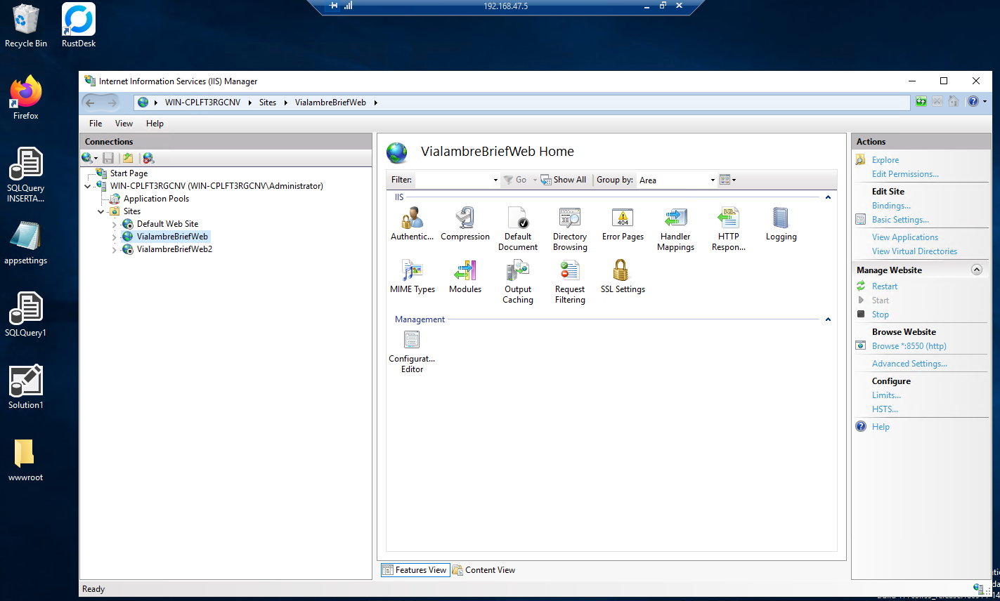 192.168.47.5
Recycle Bin
RustDesk
Firefox
SQLQuery
INSERTA...
appsettings
SQLQuery1
Solution1
wwwroot
Internet Information Services (IIS) Manager
WIN-CPLFT3RGCNV
Sites
VialambreBriefWeb
File
View
Help
Connections
Start Page
WIN-CPLFT3RGCNV (WIN-CPLFT3RGCNV\Administrator)
Application Pools
Sites
Default Web Site
VialambreBriefWeb
VialambreBriefWeb2
VialambreBriefWeb Home
Filter:
Go
Show All
Group by:
Area
IIS
Authentic...
Compression
Default
Document
Directory
Browsing
404
Error Pages
Handler
Mappings
HTTP
Respon...
Logging
MIME Types
Modules
Output
Caching
Request
Filtering
SSL Settings
Management
Configurat...
Editor
Features View
Content View
Actions
Explore
Edit Permissions...
Edit Site
Bindings...
Basic Settings...
View Applications
View Virtual Directories
Manage Website
Restart
Start
Stop
Browse Website
Browse *:8550 (http)
Advanced Settings...
Configure
Limits...
HSTS...
Help
Ready